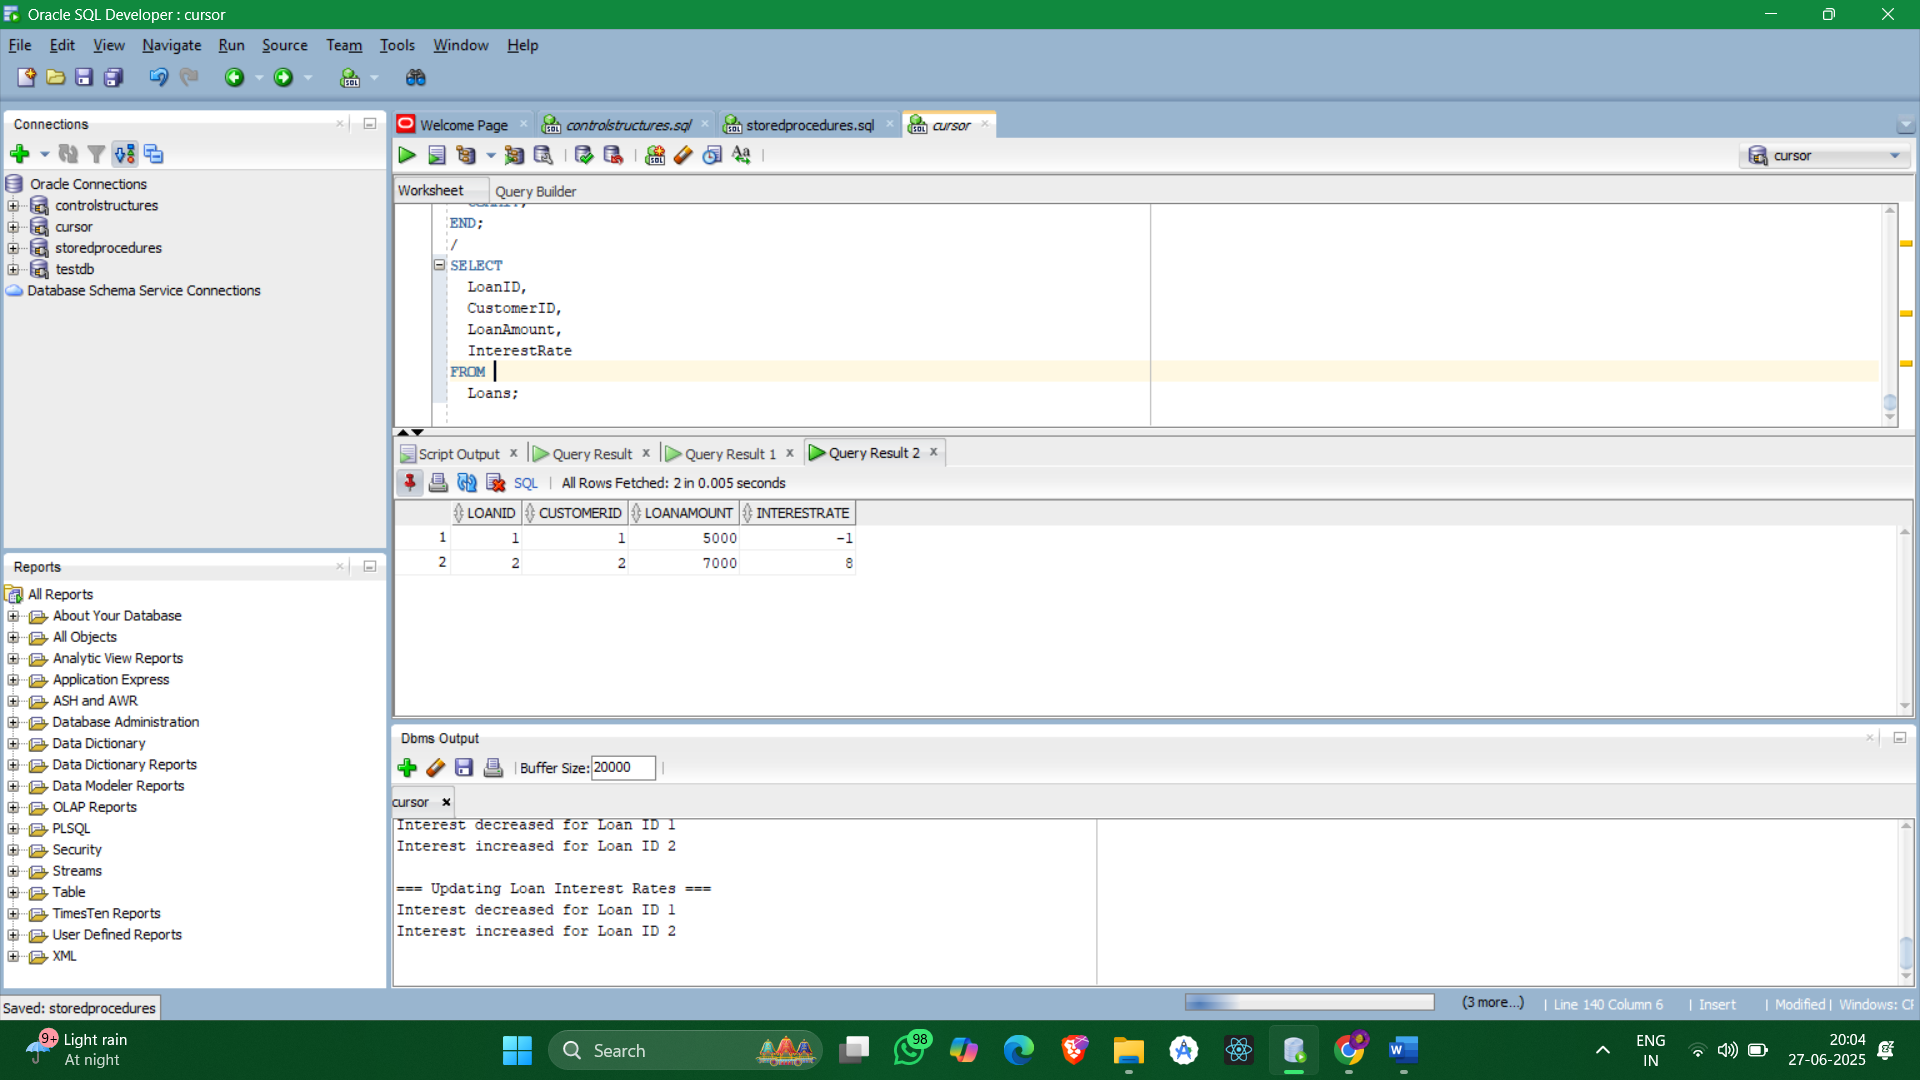 Oracle SQL Developer : cursor
File Edit View Navigate Run Source Team Tools Window Help
Connections
Oracle Connections
controlstructures
cursor
storedprocedures
testdb
Database Schema Service Connections
Reports
All Reports
About Your Database
All Objects
Analytic View Reports
Application Express
ASH and AWR
Database Administration
Data Dictionary
Data Dictionary Reports
Data Modeler Reports
OLAP Reports
PLSQL
Security
Streams
Table
TimesTen Reports
User Defined Reports
XML
Welcome Page controlstructures.sql storedprocedures.sql cursor
cursor
Worksheet Query Builder
END;
/
SELECT
LoanID,
CustomerID,
LoanAmount,
InterestRate
FROM
Loans;
Script Output Query Result Query Result 1 Query Result 2
SQL All Rows Fetched: 2 in 0.005 seconds
LOANID CUSTOMERID LOANAMOUNT INTERESTRATE
1 1 1 5000 -1
2 2 2 7000 8
Dbms Output
Buffer Size: 20000
cursor
Interest decreased for Loan ID 1
Interest increased for Loan ID 2
=== Updating Loan Interest Rates ===
Interest decreased for Loan ID 1
Interest increased for Loan ID 2
Saved: storedprocedures
(3 more...) Line 140 Column 6 Insert Modified Windows:
9+ Light rain
At night
Search
98
ENG
IN
20:04
27-06-2025